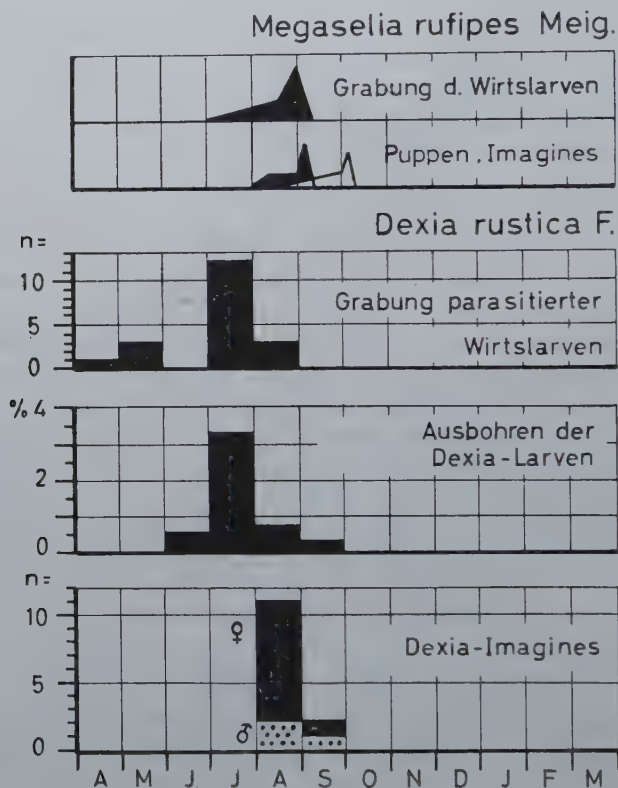 Megaselia rufipes Meig.
Grabung d. Wirtslarven
Puppen, Imagines
Dexia rustica F.
n=
10
5
0
Grabung parasitierter
Wirtslarven
% 4
2
0
Ausbohren der
Dexia-Larven
n=
10
5
0
♀
♂
Dexia-Imagines
A M J J A S O N D J F M